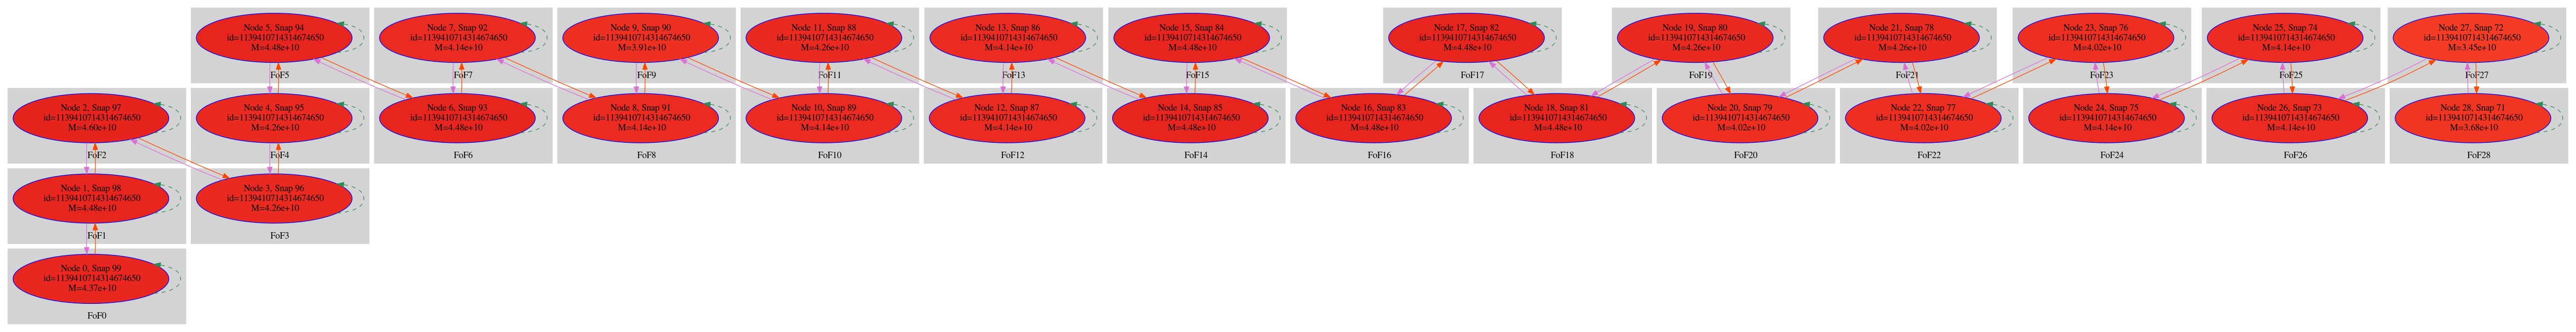 Node 5, Snap 94
id=1139410714314674650
M=4.48e+10
FoF5
Node 7, Snap 92
id=1139410714314674650
M=4.14e+10
FoF7
Node 9, Snap 90
id=1139410714314674650
M=3.91e+10
FoF9
Node 11, Snap 88
id=1139410714314674650
M=4.26e+10
FoF11
Node 13, Snap 86
id=1139410714314674650
M=4.14e+10
FoF13
Node 15, Snap 84
id=1139410714314674650
M=4.48e+10
FoF15
Node 17, Snap 82
id=1139410714314674650
M=4.48e+10
FoF17
Node 19, Snap 80
id=1139410714314674650
M=4.26e+10
FoF19
Node 21, Snap 78
id=1139410714314674650
M=4.26e+10
FoF21
Node 23, Snap 76
id=1139410714314674650
M=4.02e+10
FoF23
Node 25, Snap 74
id=1139410714314674650
M=4.14e+10
FoF25
Node 27, Snap 72
id=1139410714314674650
M=3.45e+10
FoF27
Node 2, Snap 97
id=1139410714314674650
M=4.60e+10
FoF2
Node 4, Snap 95
id=1139410714314674650
M=4.26e+10
FoF4
Node 6, Snap 93
id=1139410714314674650
M=4.48e+10
FoF6
Node 8, Snap 91
id=1139410714314674650
M=4.14e+10
FoF8
Node 10, Snap 89
id=1139410714314674650
M=4.14e+10
FoF10
Node 12, Snap 87
id=1139410714314674650
M=4.14e+10
FoF12
Node 14, Snap 85
id=1139410714314674650
M=4.48e+10
FoF14
Node 16, Snap 83
id=1139410714314674650
M=4.48e+10
FoF16
Node 18, Snap 81
id=1139410714314674650
M=4.48e+10
FoF18
Node 20, Snap 79
id=1139410714314674650
M=4.02e+10
FoF20
Node 22, Snap 77
id=1139410714314674650
M=4.02e+10
FoF22
Node 24, Snap 75
id=1139410714314674650
M=4.14e+10
FoF24
Node 26, Snap 73
id=1139410714314674650
M=4.14e+10
FoF26
Node 28, Snap 71
id=1139410714314674650
M=3.68e+10
FoF28
Node 1, Snap 98
id=1139410714314674650
M=4.48e+10
FoF1
Node 3, Snap 96
id=1139410714314674650
M=4.26e+10
FoF3
Node 0, Snap 99
id=1139410714314674650
M=4.37e+10
FoF0